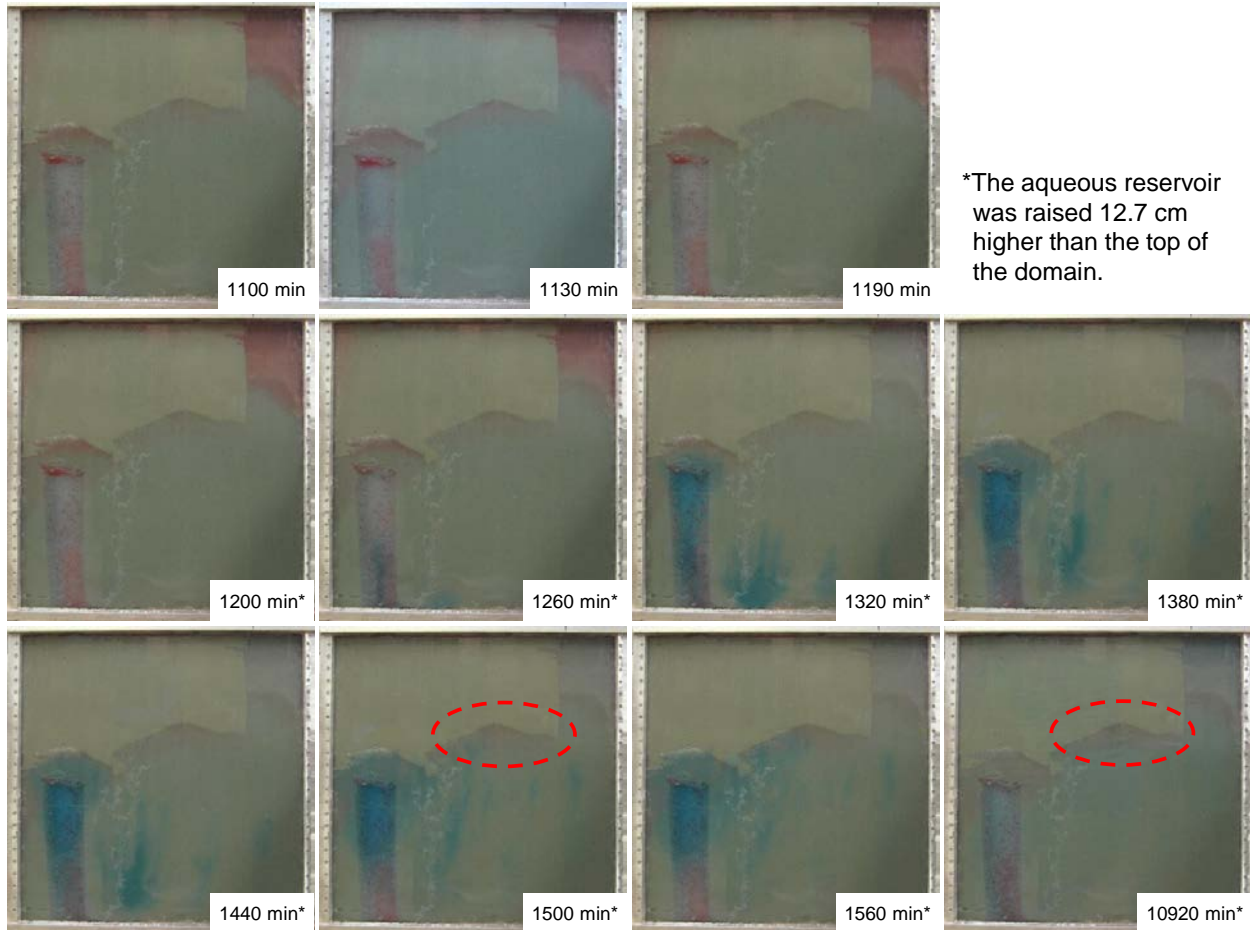 1100 min
1130 min
1190 min
*The aqueous reservoir
was raised 12.7 cm
higher than the top of
the domain.
1200 min*
1260 min*
1320 min*
1380 min*
1440 min*
1500 min*
1560 min*
10920 min*